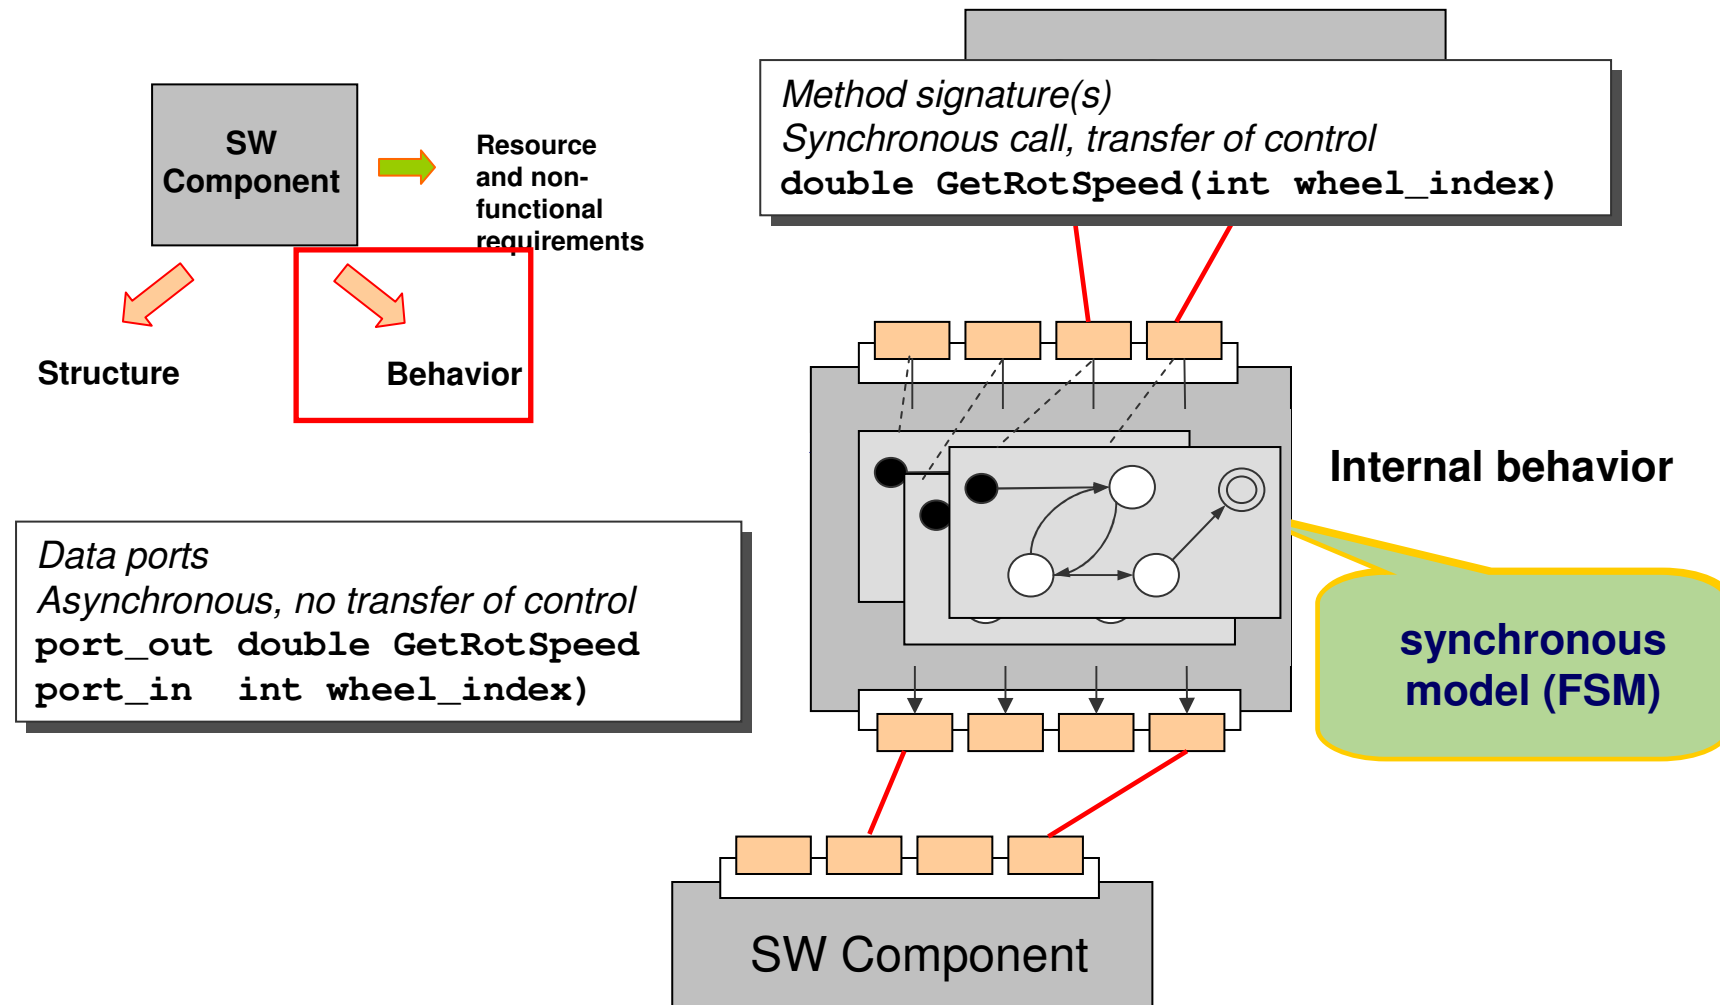 SW
Component
Resource
and non-
functional
requirements
Structure
Behavior
Method signature(s)
Synchronous call, transfer of control
double GetRotSpeed(int wheel_index)
Internal behavior
Data ports
Asynchronous, no transfer of control
port_out double GetRotSpeed
port_in  int wheel_index)
synchronous
model (FSM)
SW Component